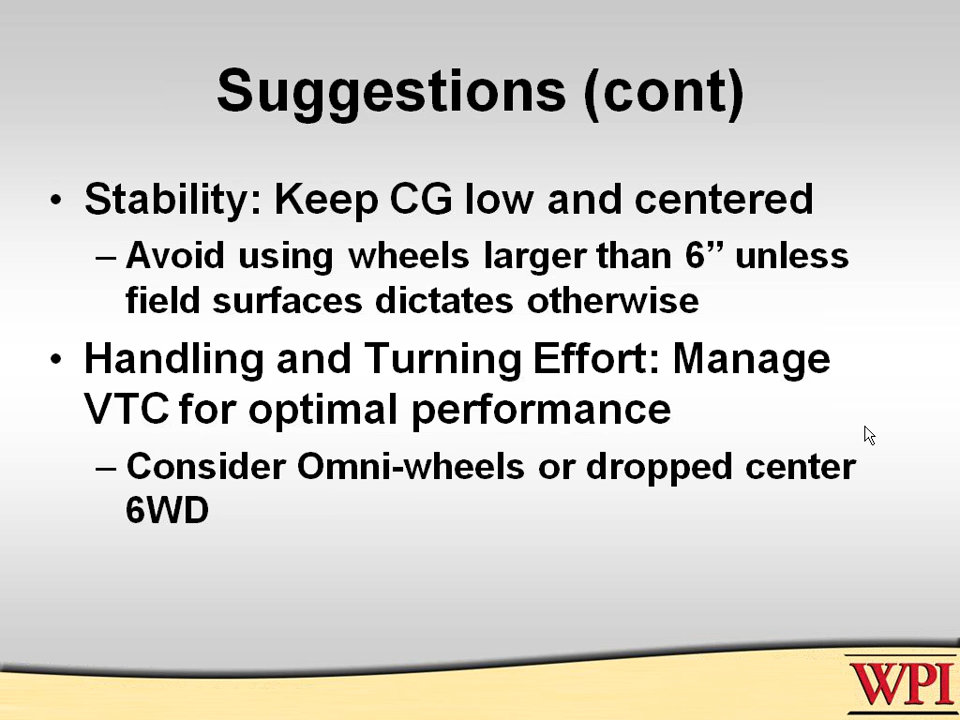 Suggestions (cont)
• Stability: Keep CG low and centered
– Avoid using wheels larger than 6” unless
field surfaces dictates otherwise
• Handling and Turning Effort: Manage
VTC for optimal performance
– Consider Omni-wheels or dropped center
6WD
WPI